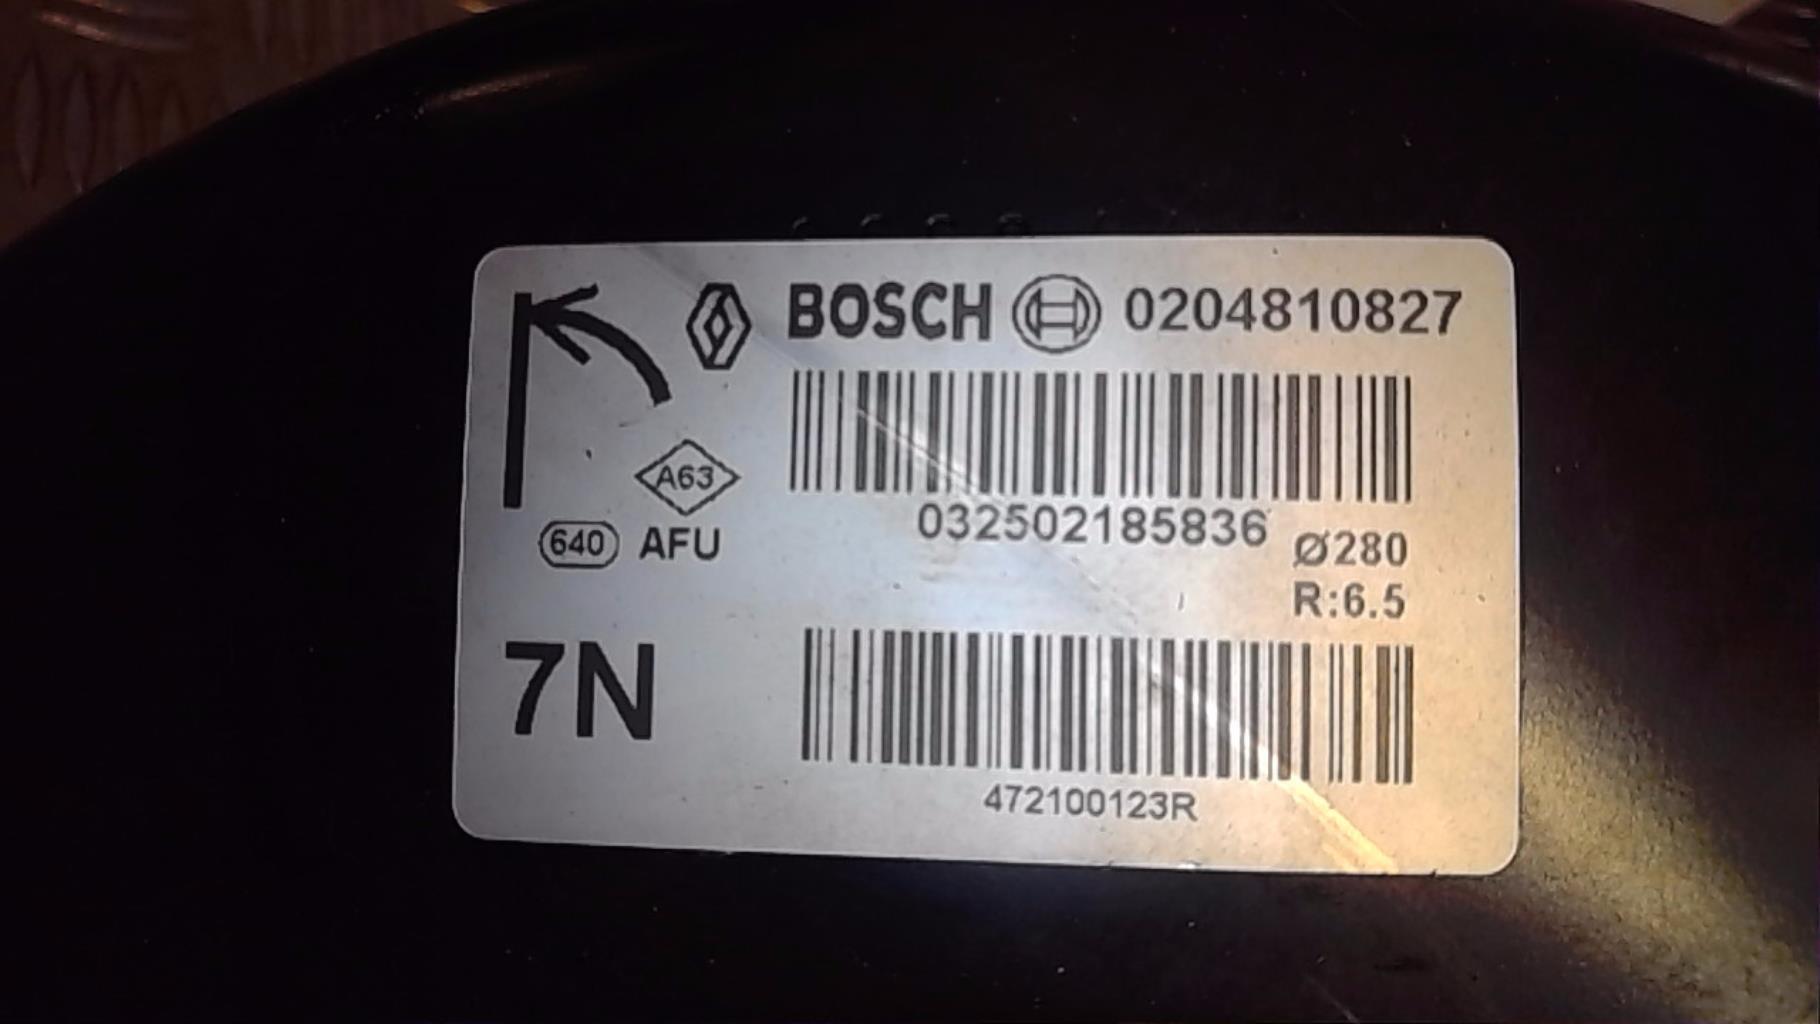 BOSCH 0204810827
A63
032502185836
640 AFU
Ø280
R:6.5
7N
472100123R